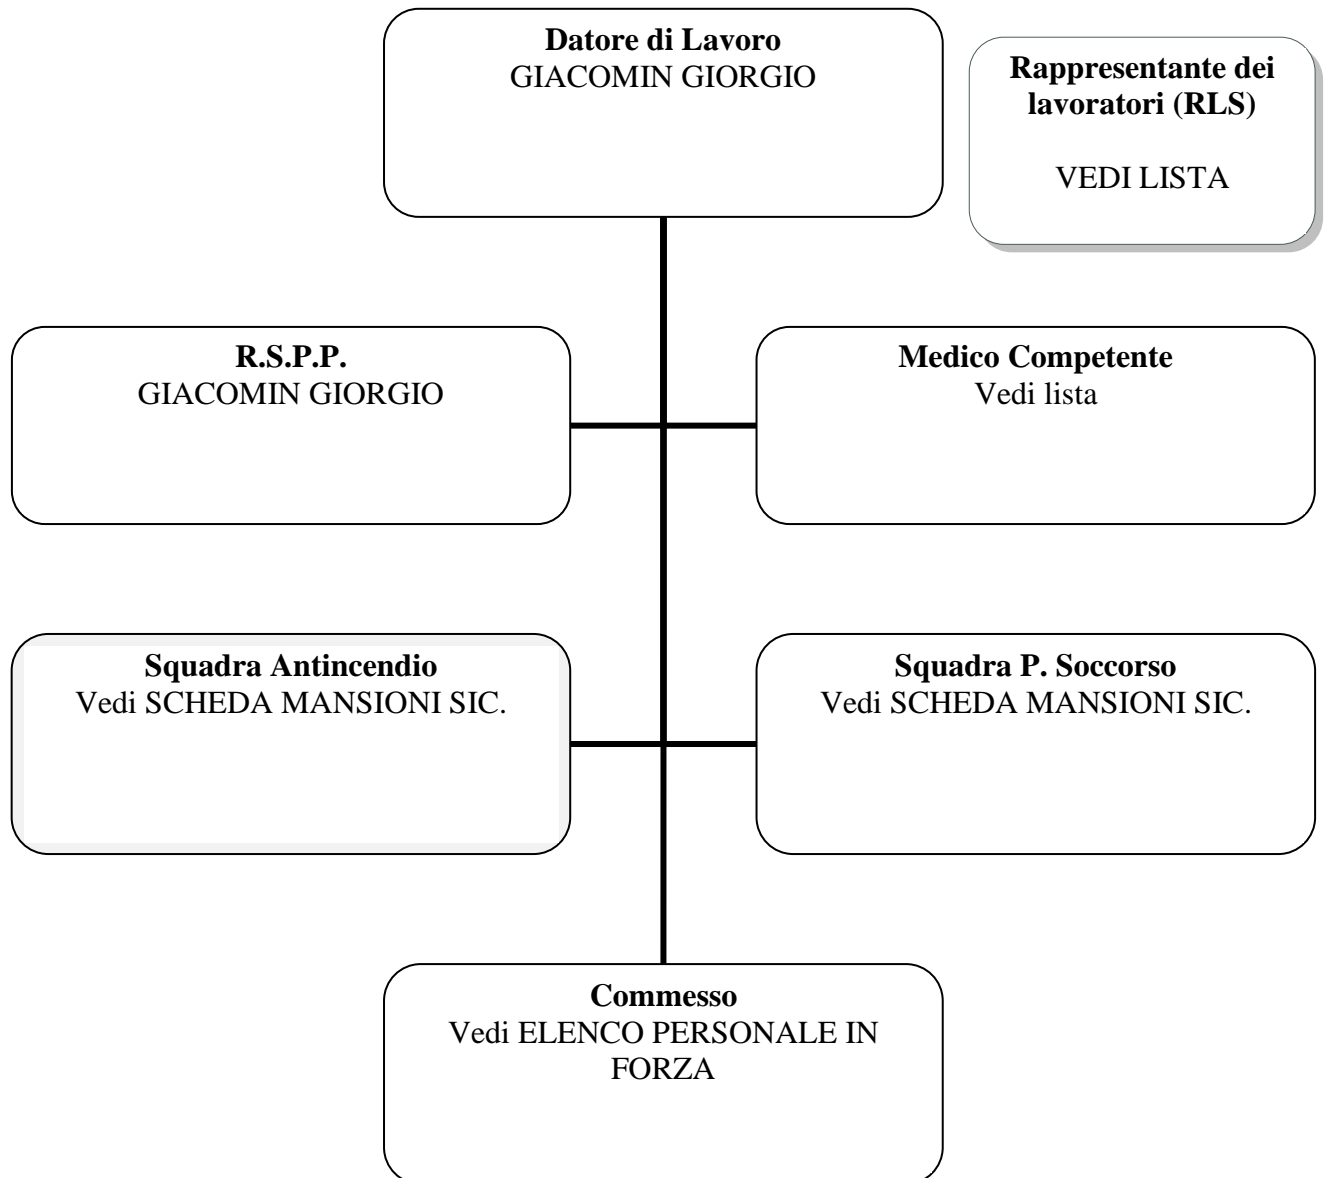 Datore di Lavoro
GIACOMIN GIORGIO
Rappresentante dei
lavoratori (RLS)
VEDI LISTA
R.S.P.P.
GIACOMIN GIORGIO
Medico Competente
Vedi lista
Squadra Antincendio
Vedi SCHEDA MANSIONI SIC.
Squadra P. Soccorso
Vedi SCHEDA MANSIONI SIC.
Commesso
Vedi ELENCO PERSONALE IN
FORZA